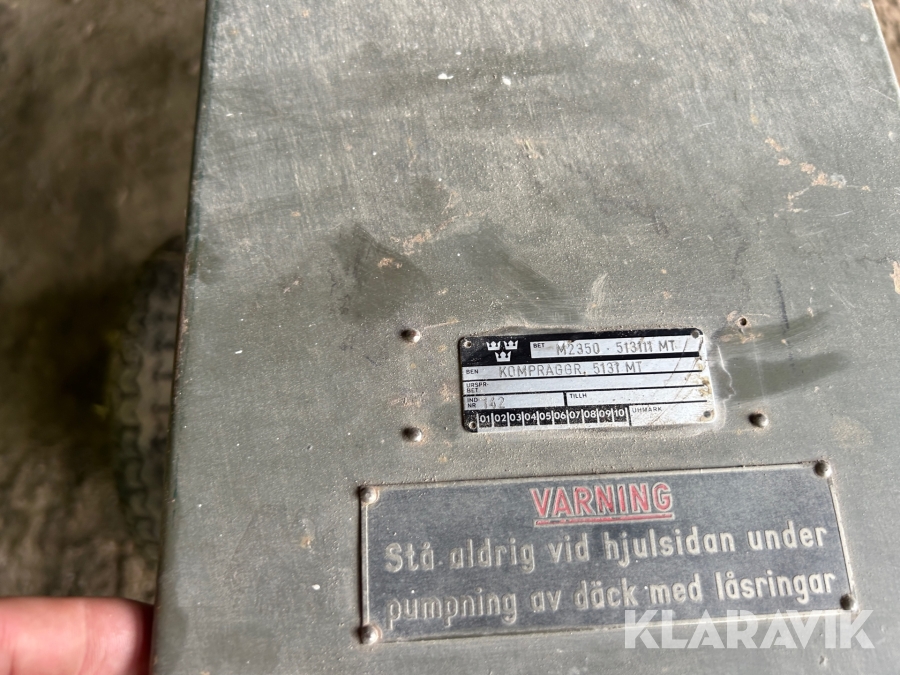 BET M2350-513111 MT
BEN KOMPRAGGR. 5131 MT
URSPR. BET
IND NR 142 TILLH
01 02 03 04 05 06 07 08 09 10 UHMÄRK
VARNING
Stå aldrig vid hjulsidan under
pumpning av däck med låsringar
KLARAVIK